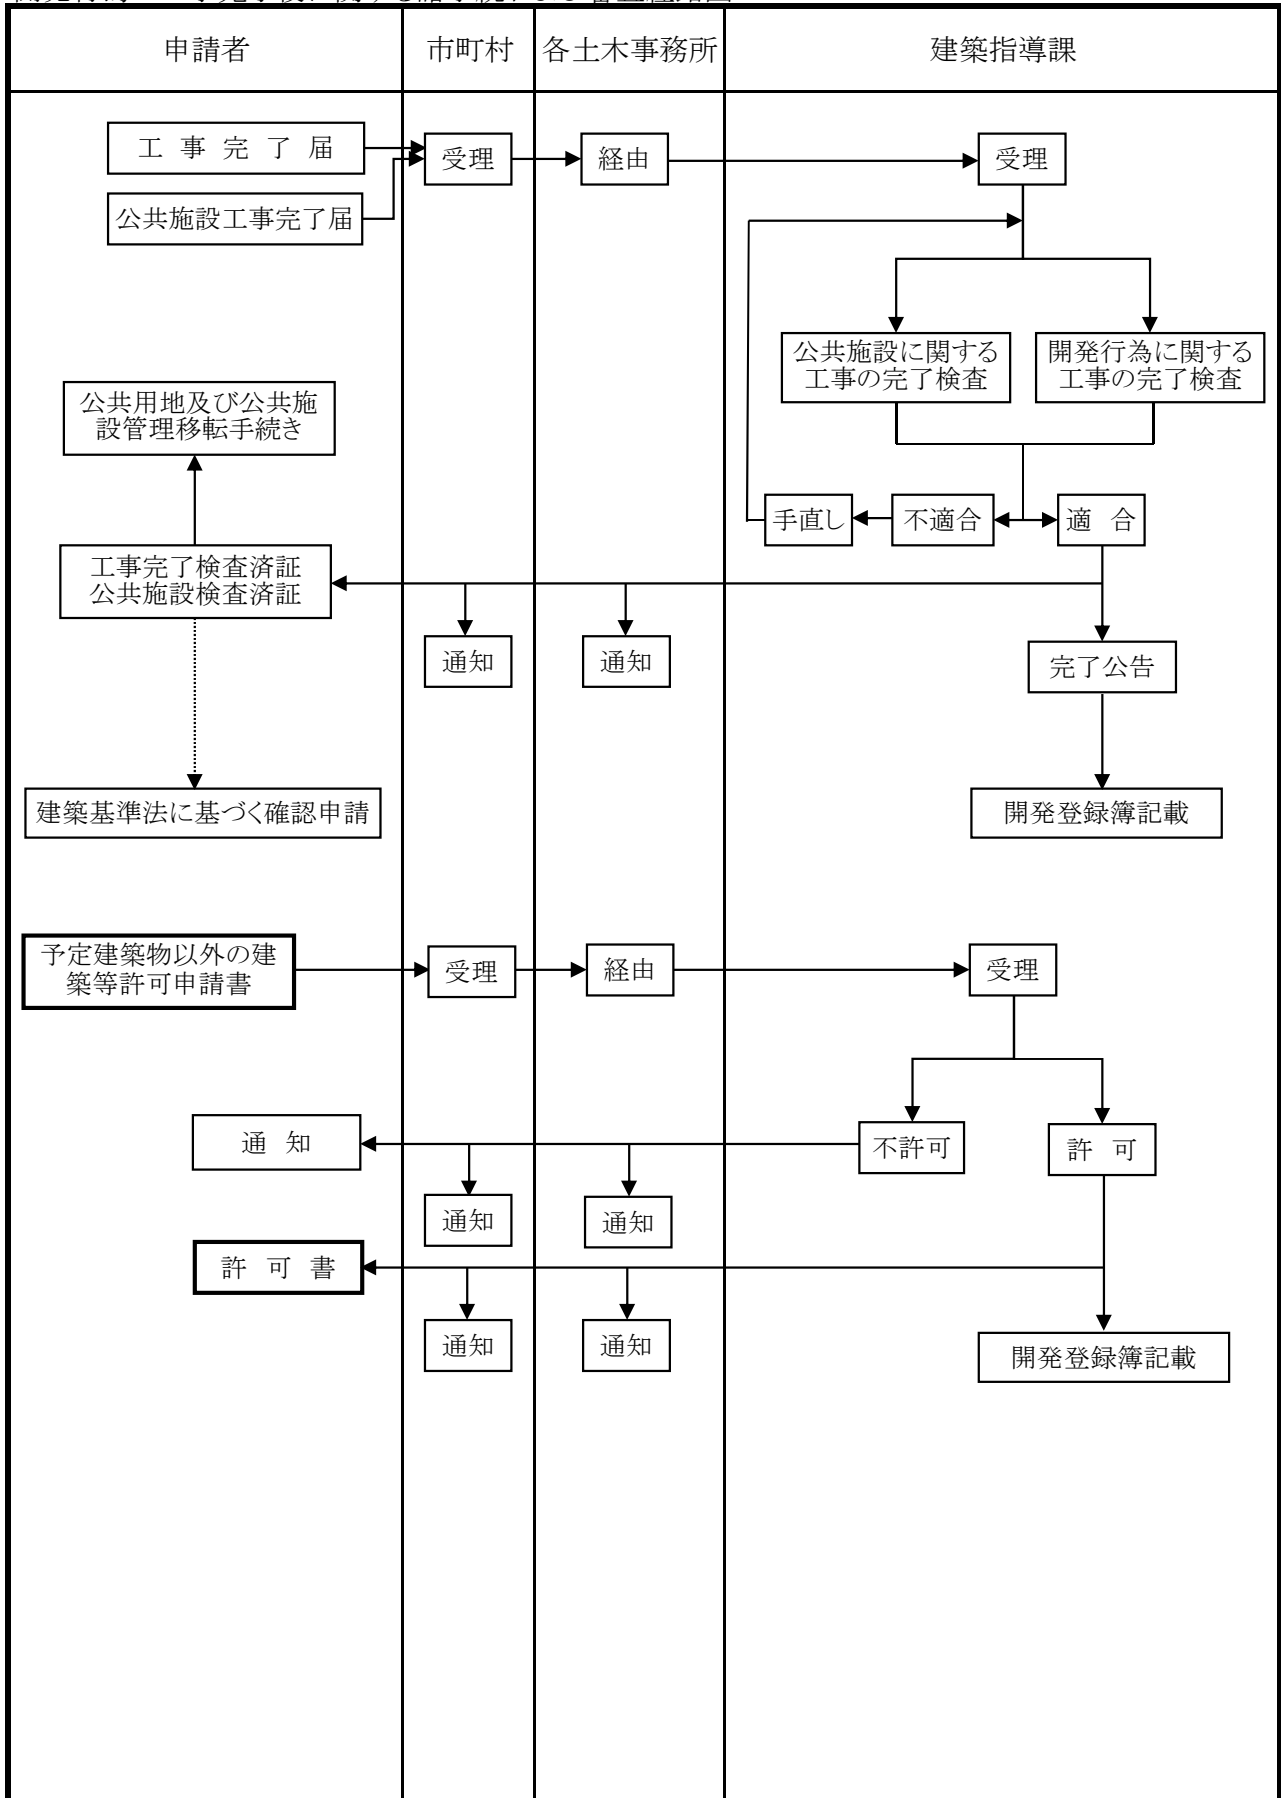 申請者
市町村
各土木事務所
建築指導課
工 事 完 了 届
公共施設工事完了届
受理
経由
受理
公共施設に関する
工事の完了検査
開発行為に関する
工事の完了検査
公共用地及び公共施
設管理移転手続き
手直し
不適合
適 合
工事完了検査済証
公共施設検査済証
通知
通知
完了公告
建築基準法に基づく確認申請
開発登録簿記載
予定建築物以外の建
築等許可申請書
受理
経由
受理
通 知
不許可
許 可
通知
通知
許 可 書
通知
通知
開発登録簿記載